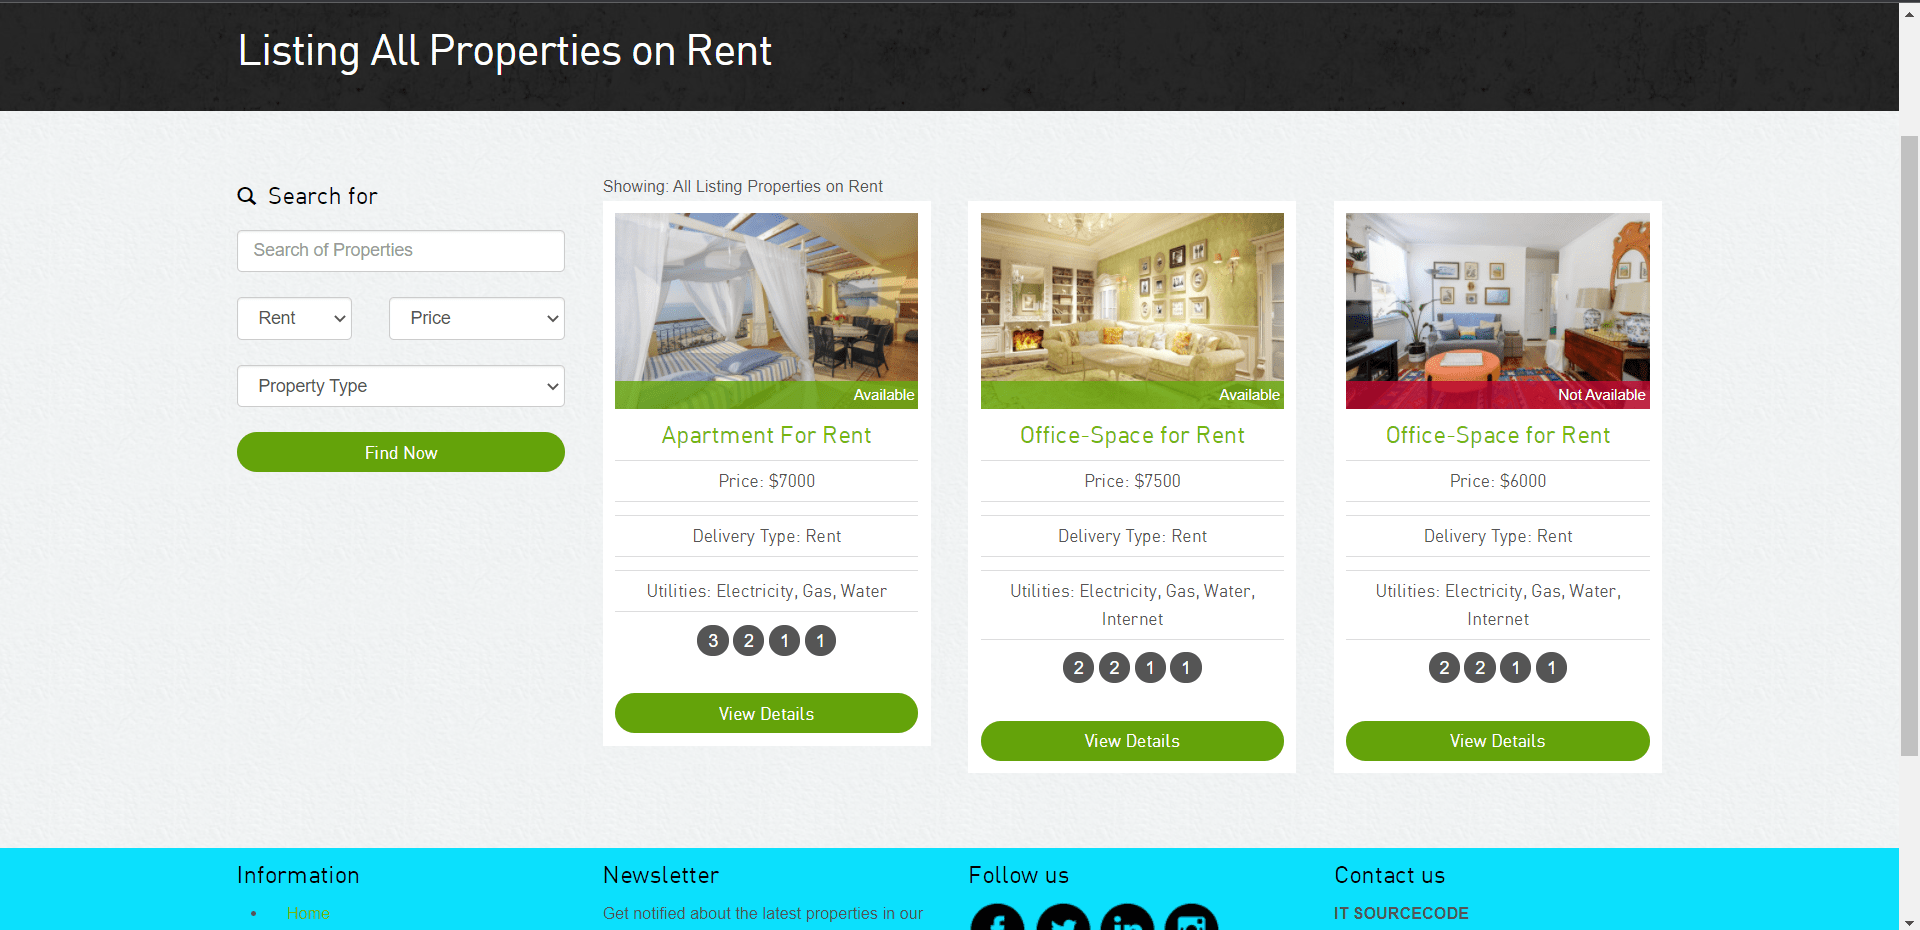 Listing All Properties on Rent
Search for
Search of Properties
Rent
Price
Property Type
Find Now
Showing: All Listing Properties on Rent
Available
Apartment For Rent
Price: $7000
Delivery Type: Rent
Utilities: Electricity, Gas, Water
3 2 1 1
View Details
Available
Office-Space for Rent
Price: $7500
Delivery Type: Rent
Utilities: Electricity, Gas, Water,
Internet
2 2 1 1
View Details
Not Available
Office-Space for Rent
Price: $6000
Delivery Type: Rent
Utilities: Electricity, Gas, Water,
Internet
2 2 1 1
View Details
Information
Home
Newsletter
Get notified about the latest properties in our
Follow us
Contact us
IT SOURCECODE